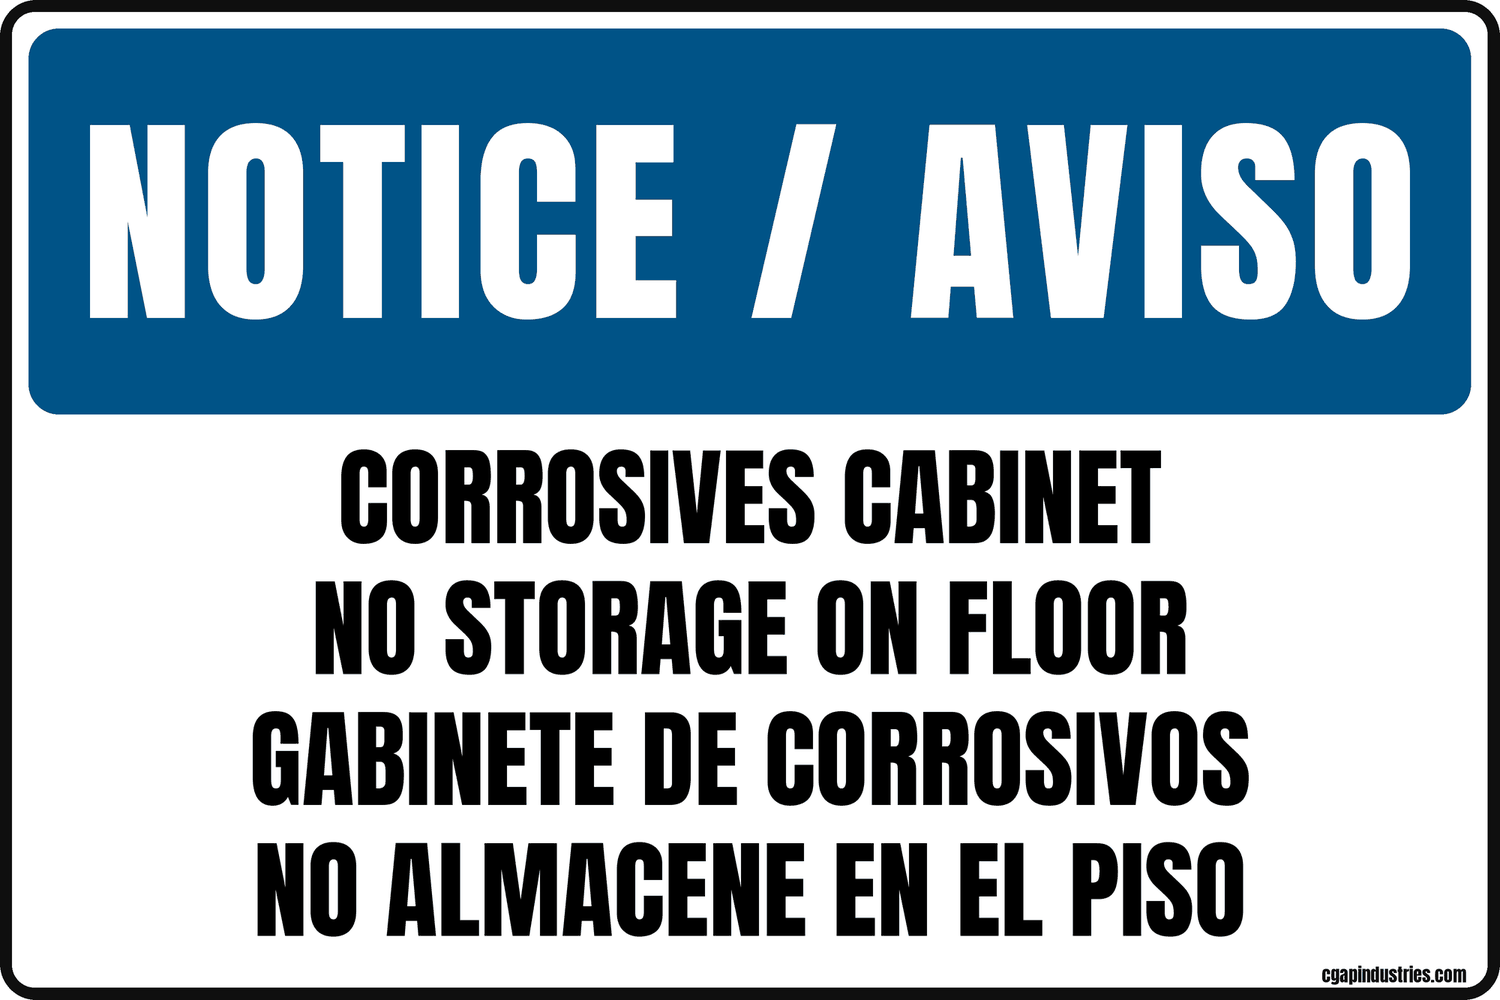 NOTICE / AVISO
CORROSIVES CABINET
NO STORAGE ON FLOOR
GABINETE DE CORROSIVOS
NO ALMACENE EN EL PISO
cgapindustries.com